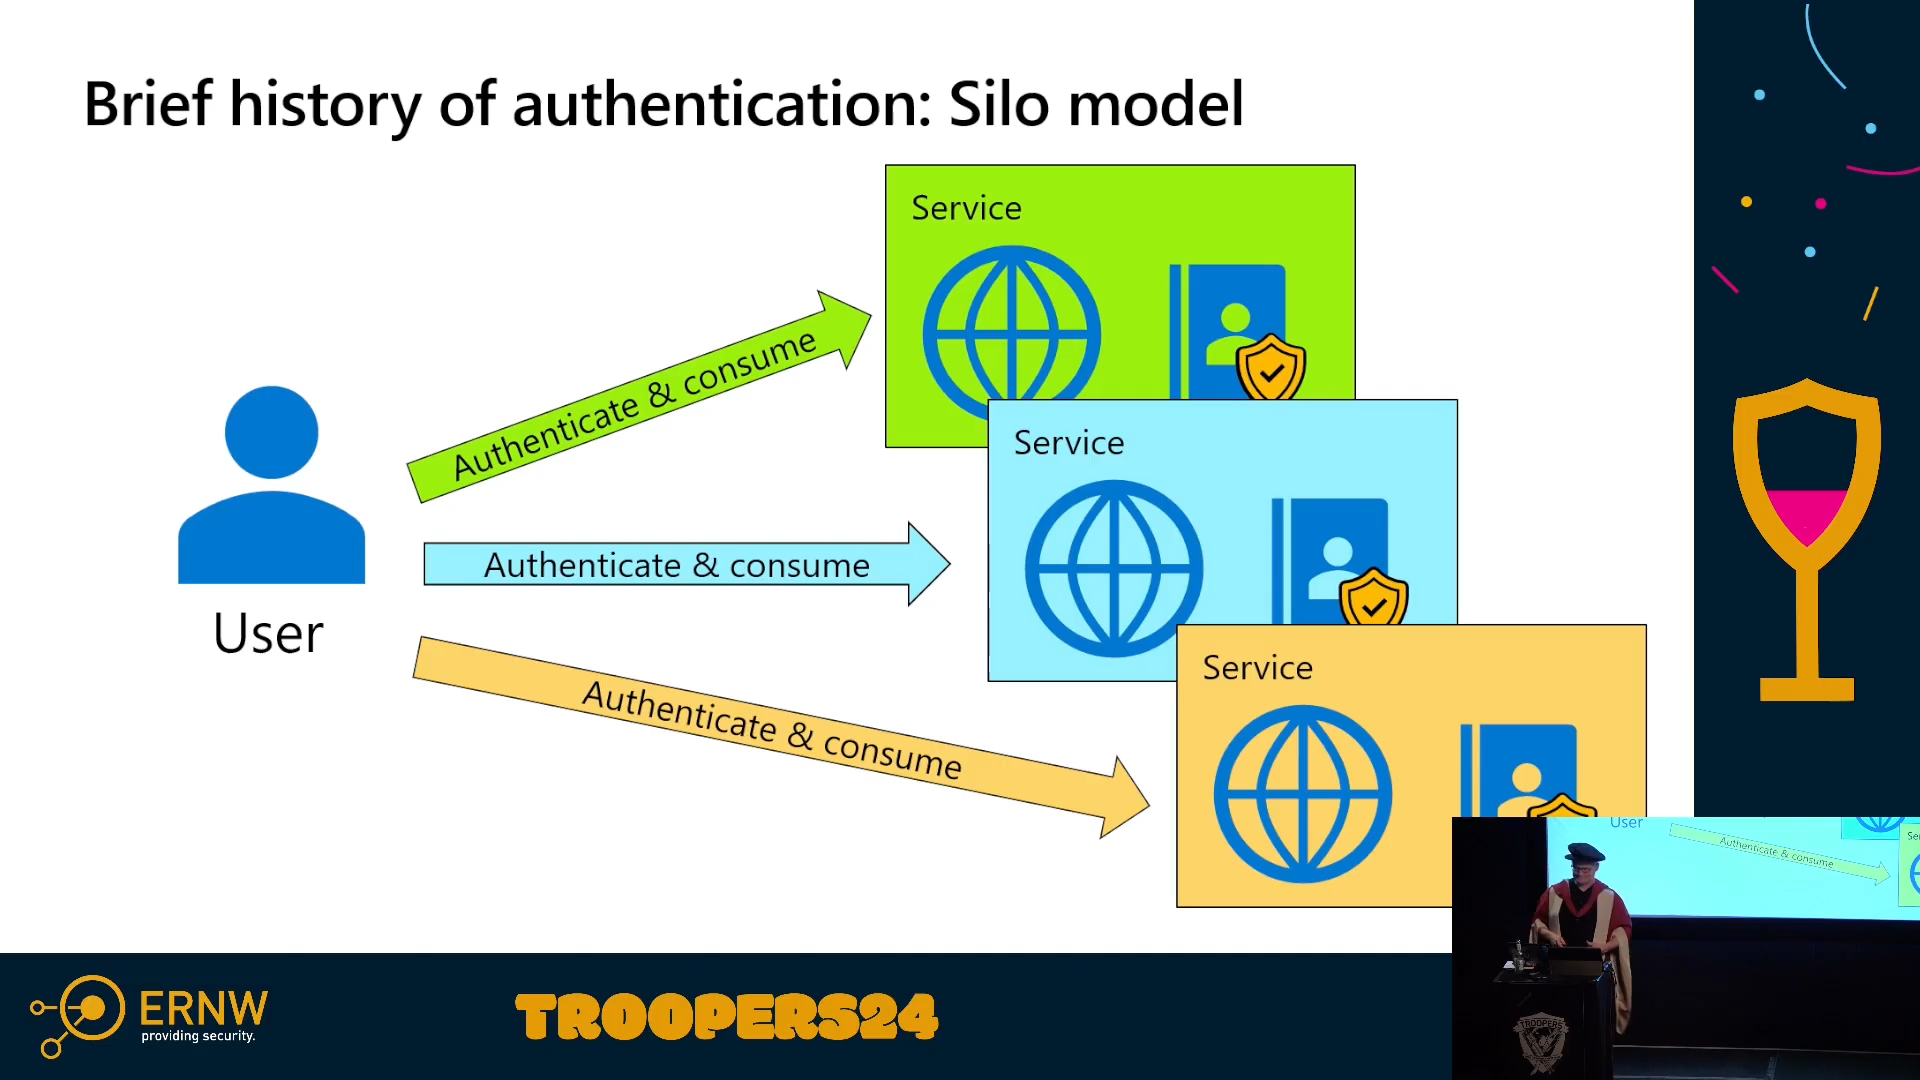 Brief history of authentication: Silo model
Service
Authenticate & consume
Service
Authenticate & consume
User
Service
Authenticate & consume
User
Authenticate & consume
ERNW
providing security.
TROOPERS24
TROOPERS